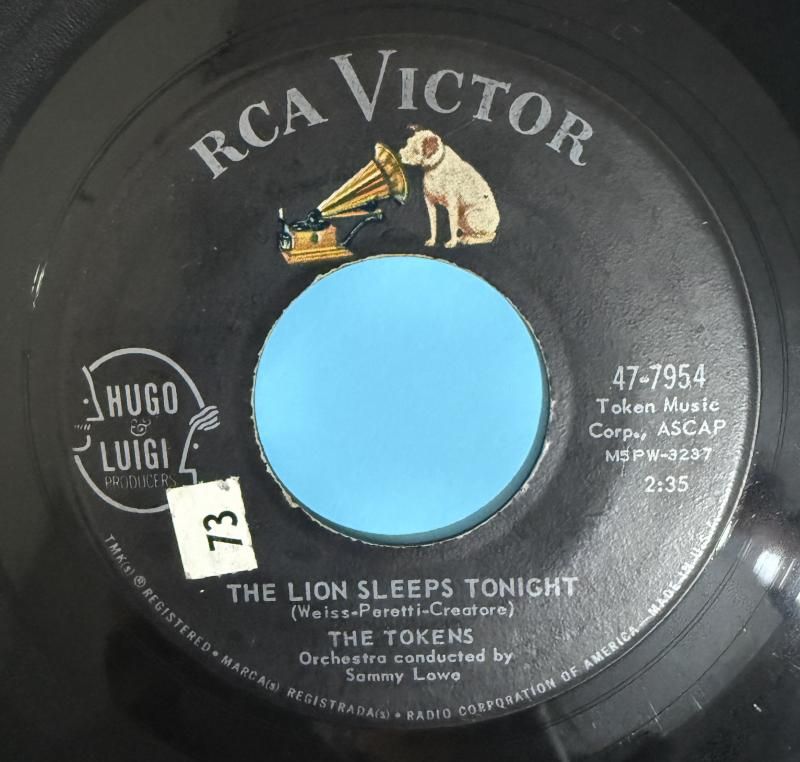 RCA VICTOR
HUGO
&
LUIGI
PRODUCERS
47-7954
Token Music
Corp., ASCAP
M5PW-3237
2:35
73
THE LION SLEEPS TONIGHT
(Weiss-Peretti-Creatore)
THE TOKENS
Orchestra conducted by
Sammy Lowe
TMK(s) ® REGISTERED • MARCA(s) REGISTRADA(s) • RADIO CORPORATION OF AMERICA — MADE IN U.S.A.